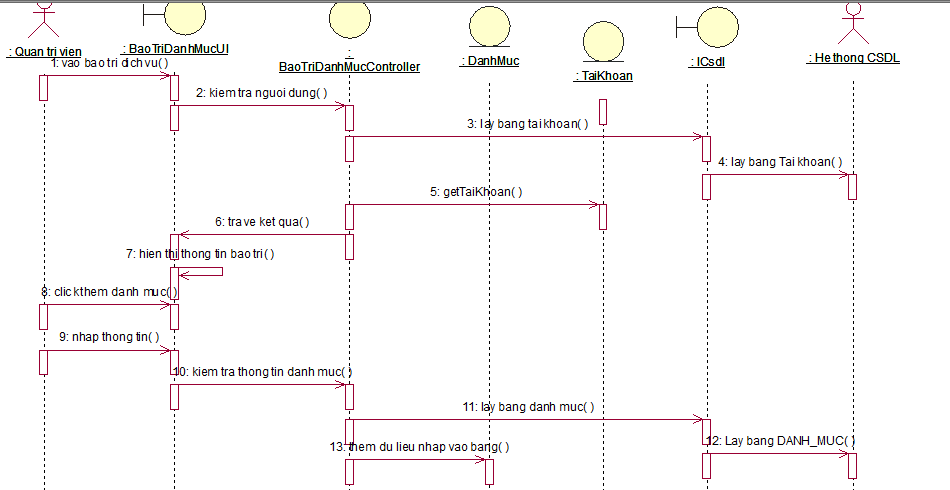 : Quan tri vien
: BaoTriDanhMucUI
:
BaoTriDanhMucController
: DanhMuc
: TaiKhoan
: ICsdl
: He thong CSDL
1: vao bao tri dich vu( )
2: kiem tra nguoi dung( )
3: lay bang tai khoan( )
4: lay bang Tai khoan( )
5: getTaiKhoan( )
6: tra ve ket qua( )
7: hien thi thong tin bao tri( )
8: click them danh muc( )
9: nhap thong tin( )
10: kiem tra thong tin danh muc( )
11: lay bang danh muc( )
12: Lay bang DANH_MUC( )
13: them du lieu nhap vao bang( )